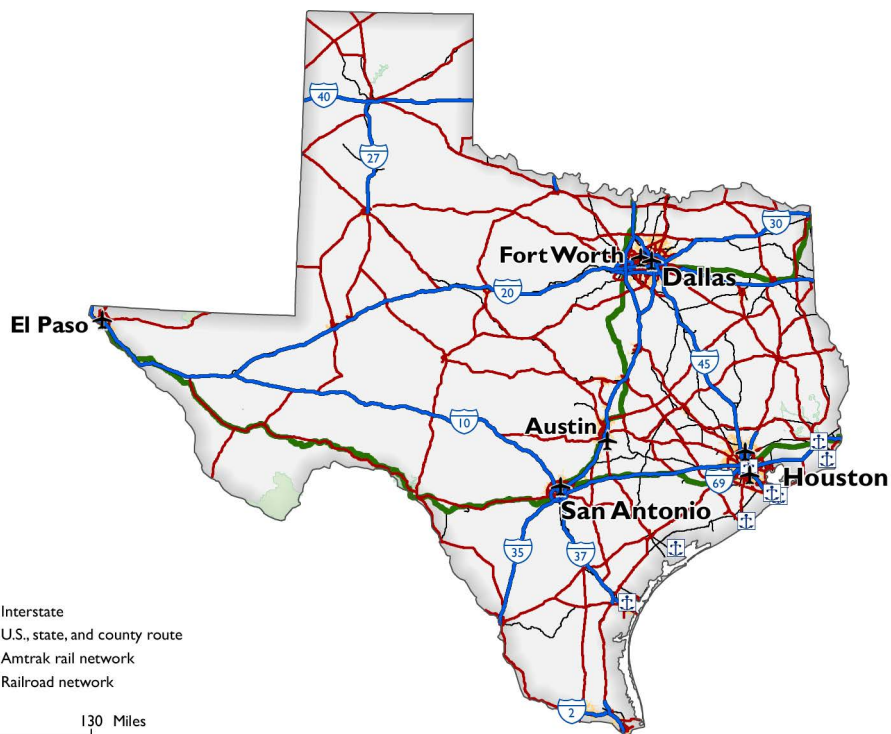 40
27
30
Fort Worth
Dallas
20
El Paso
45
Austin
10
69
Houston
San Antonio
35
37
Interstate
U.S., state, and county route
Amtrak rail network
Railroad network
2
130 Miles